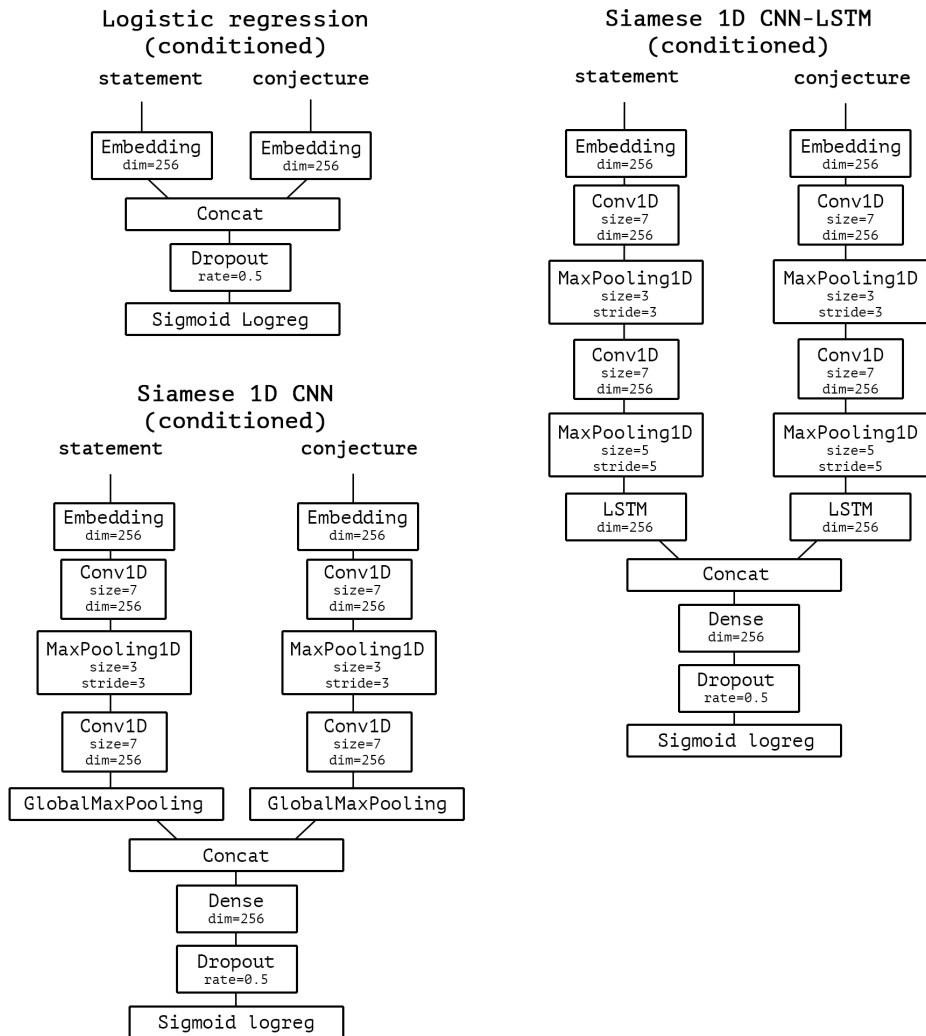 Logistic regression
(conditioned)
statement
conjecture
Embedding
dim=256
Embedding
dim=256
Concat
Dropout
rate=0.5
Sigmoid Logreg
Siamese 1D CNN
(conditioned)
statement
conjecture
Embedding
dim=256
Embedding
dim=256
Conv1D
size=7
dim=256
Conv1D
size=7
dim=256
MaxPooling1D
size=3
stride=3
MaxPooling1D
size=3
stride=3
Conv1D
size=7
dim=256
Conv1D
size=7
dim=256
GlobalMaxPooling
GlobalMaxPooling
Concat
Dense
dim=256
Dropout
rate=0.5
Sigmoid logreg
Siamese 1D CNN-LSTM
(conditioned)
statement
conjecture
Embedding
dim=256
Embedding
dim=256
Conv1D
size=7
dim=256
Conv1D
size=7
dim=256
MaxPooling1D
size=3
stride=3
MaxPooling1D
size=3
stride=3
Conv1D
size=7
dim=256
Conv1D
size=7
dim=256
MaxPooling1D
size=5
stride=5
MaxPooling1D
size=5
stride=5
LSTM
dim=256
LSTM
dim=256
Concat
Dense
dim=256
Dropout
rate=0.5
Sigmoid logreg